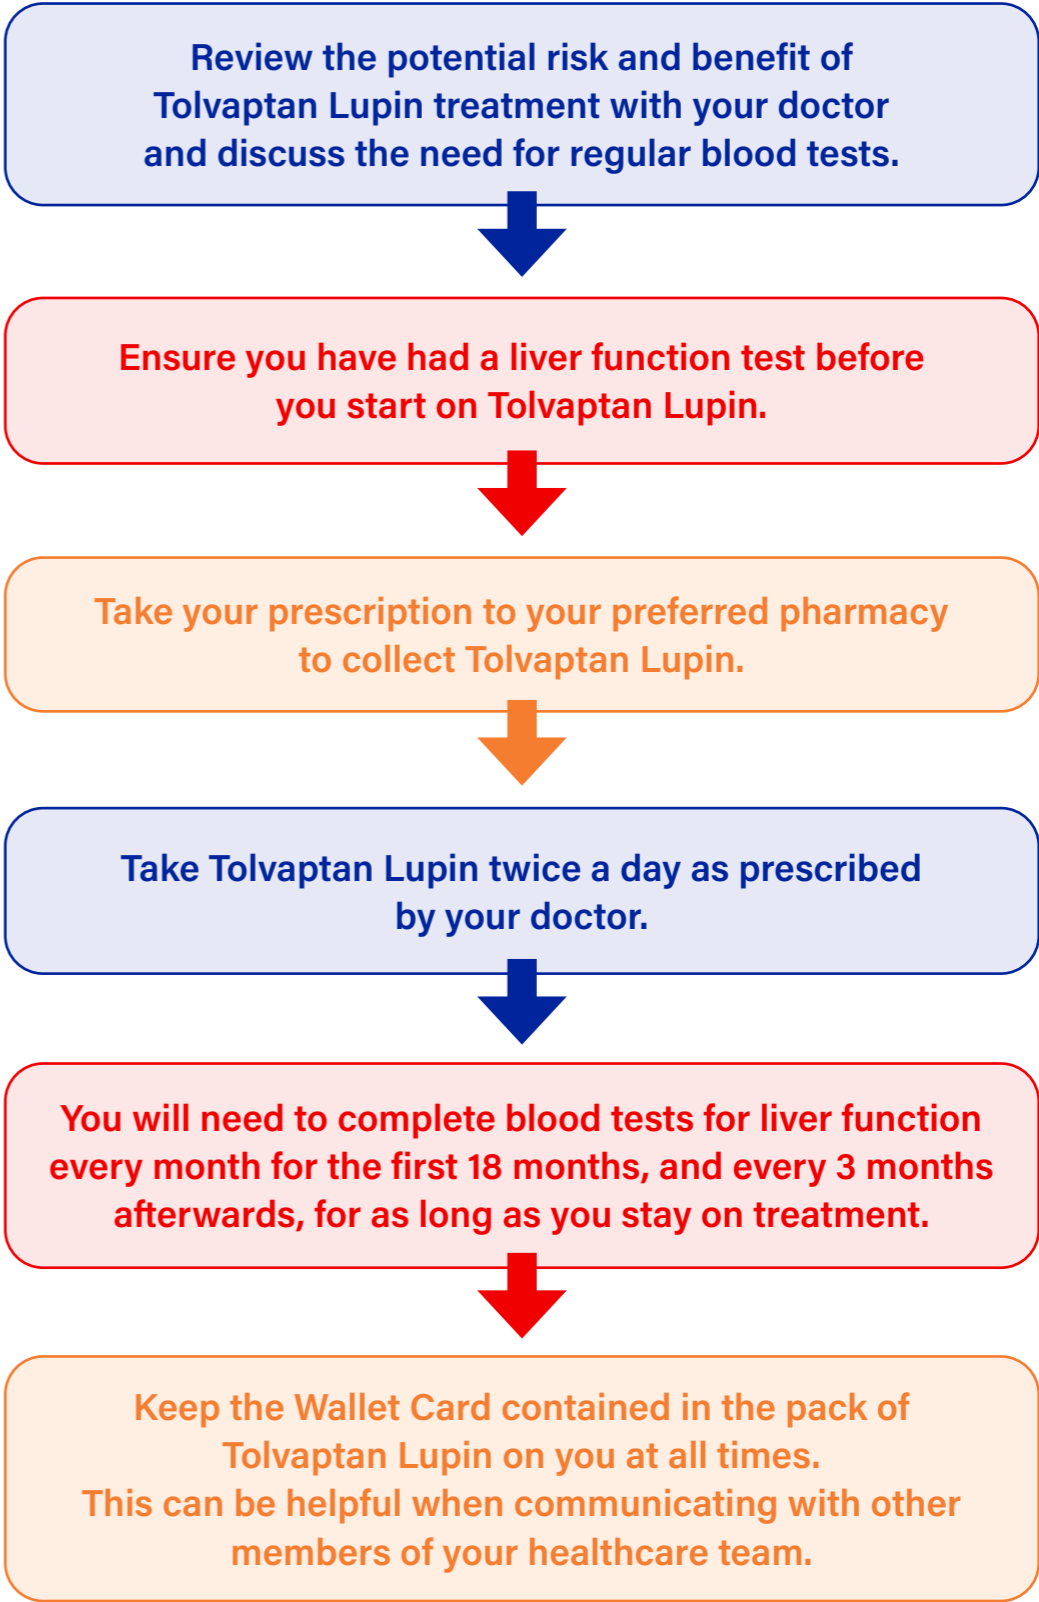 Review the potential risk and benefit of
Tolvaptan Lupin treatment with your doctor
and discuss the need for regular blood tests.
Ensure you have had a liver function test before
you start on Tolvaptan Lupin.
Take your prescription to your preferred pharmacy
to collect Tolvaptan Lupin.
Take Tolvaptan Lupin twice a day as prescribed
by your doctor.
You will need to complete blood tests for liver function
every month for the first 18 months, and every 3 months
afterwards, for as long as you stay on treatment.
Keep the Wallet Card contained in the pack of
Tolvaptan Lupin on you at all times.
This can be helpful when communicating with other
members of your healthcare team.